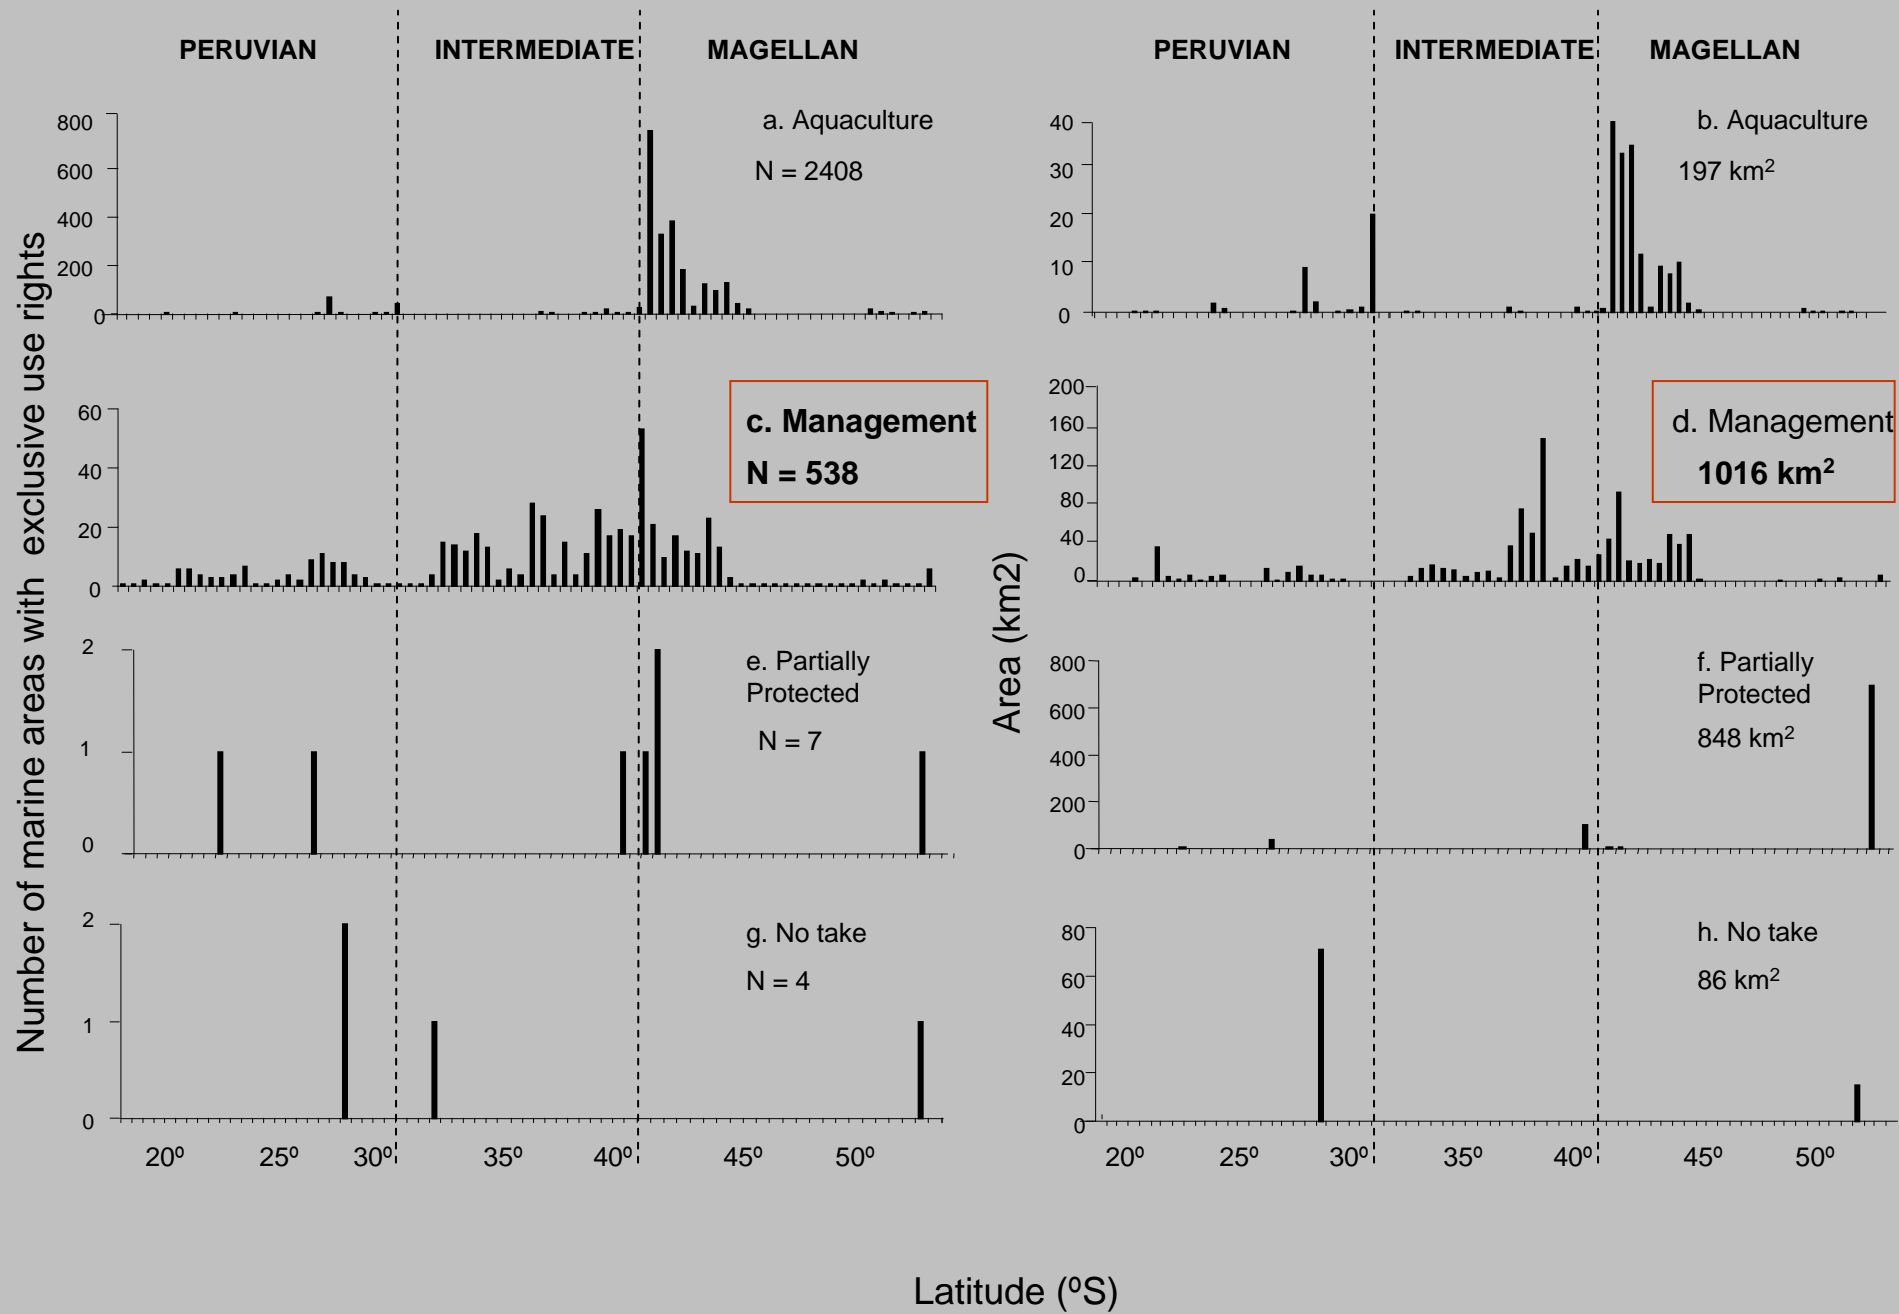 PERUVIAN INTERMEDIATE MAGELLAN
PERUVIAN INTERMEDIATE MAGELLAN
Number of marine areas with exclusive use rights
a. Aquaculture
N = 2408
800
600
400
200
0
b. Aquaculture
197 km²
40
30
20
10
0
c. Management
N = 538
60
40
20
0
Area (km2)
d. Management
1016 km²
200
160
120
80
40
0
e. Partially
Protected
N = 7
2
1
0
f. Partially
Protected
848 km²
800
600
400
200
0
g. No take
N = 4
2
1
0
h. No take
86 km²
80
60
40
20
0
20º 25º 30º 35º 40º 45º 50º
20º 25º 30º 35º 40º 45º 50º
Latitude (ºS)